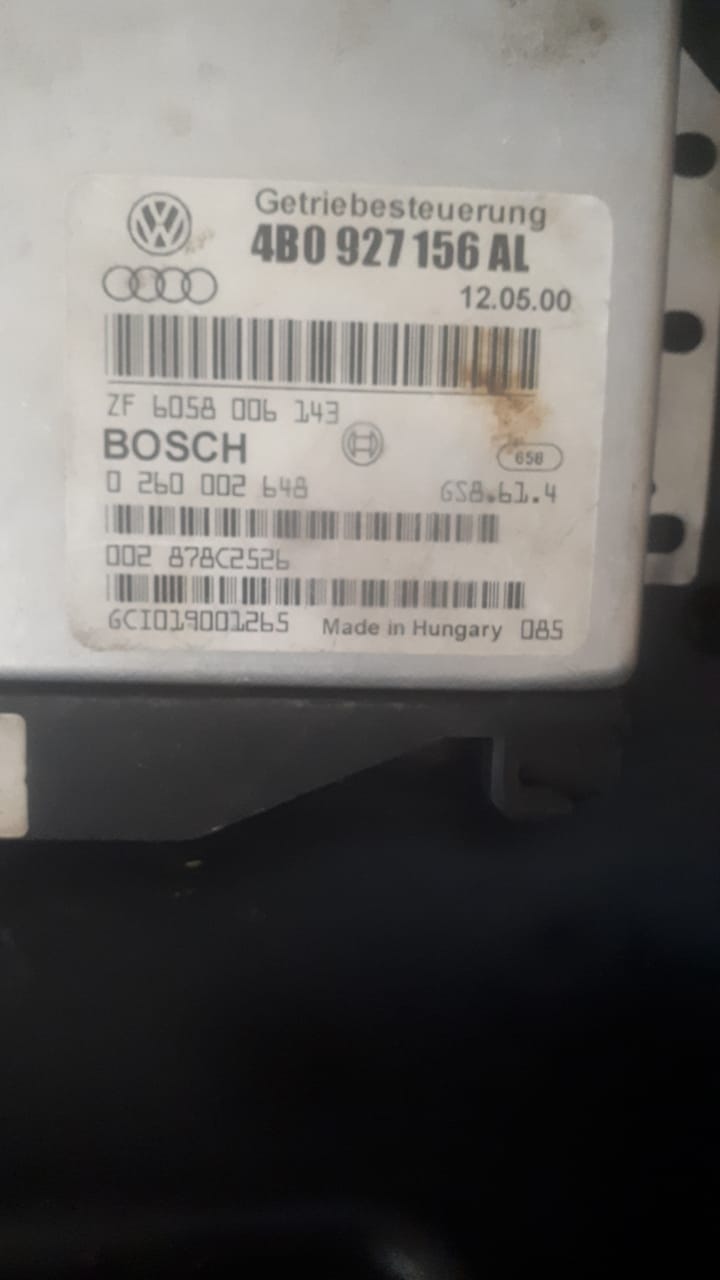 Getriebesteuerung
4B0 927 156 AL
12.05.00
ZF 6058 006 143
BOSCH
658
0 260 002 648 GS8.61.4
002 878C2526
GCI019001265 Made in Hungary 085